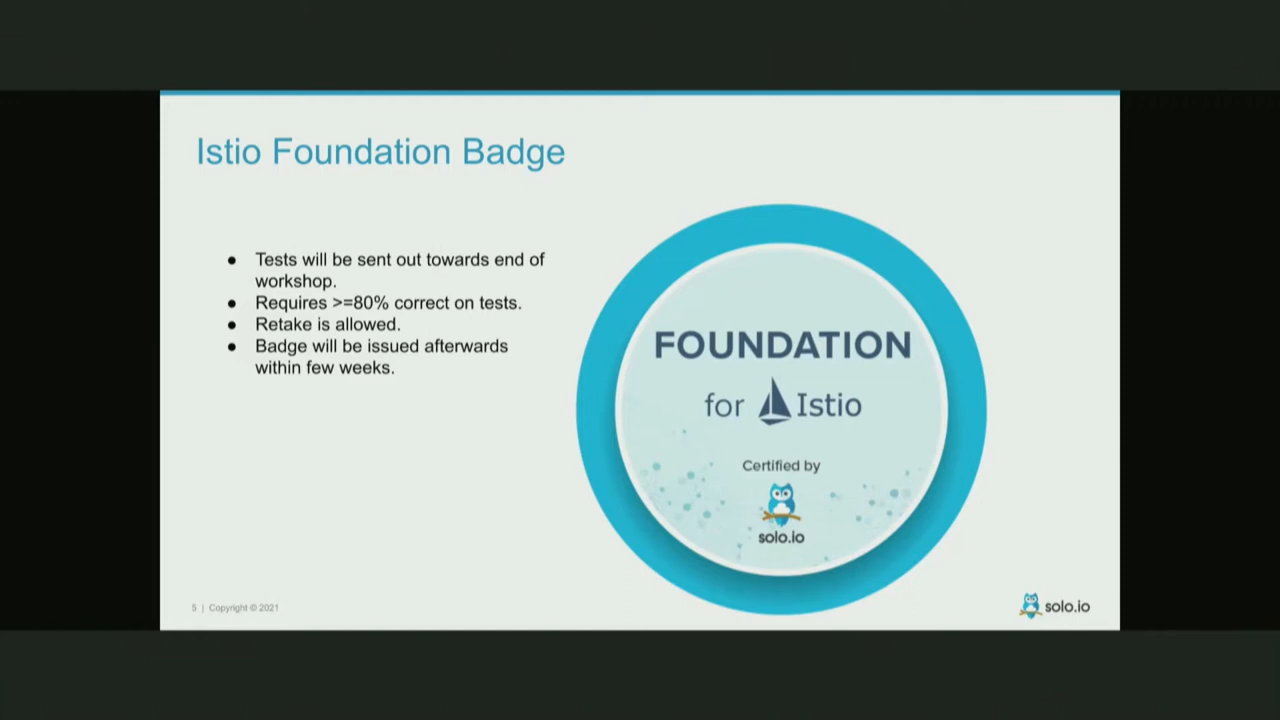 Istio Foundation Badge
● Tests will be sent out towards end of
workshop.
● Requires >=80% correct on tests.
● Retake is allowed.
● Badge will be issued afterwards
within few weeks.
FOUNDATION
for Istio
Certified by
solo.io
5 | Copyright © 2021
solo.io